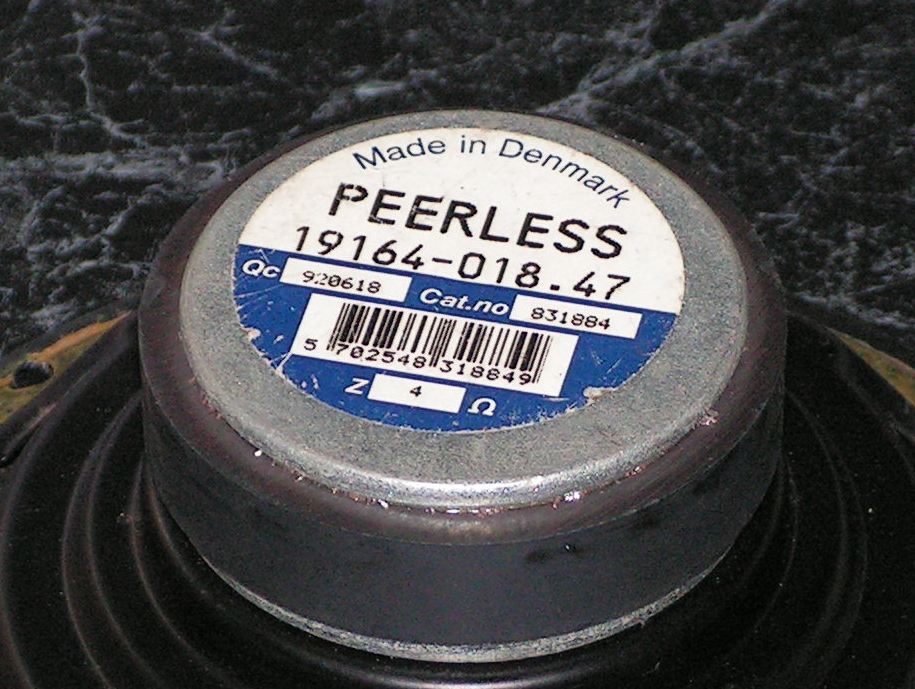 Made in Denmark
PEERLESS
19164-018.47
Qc 920618 Cat.no 831884
5 702548 318849
Z 4 Ω